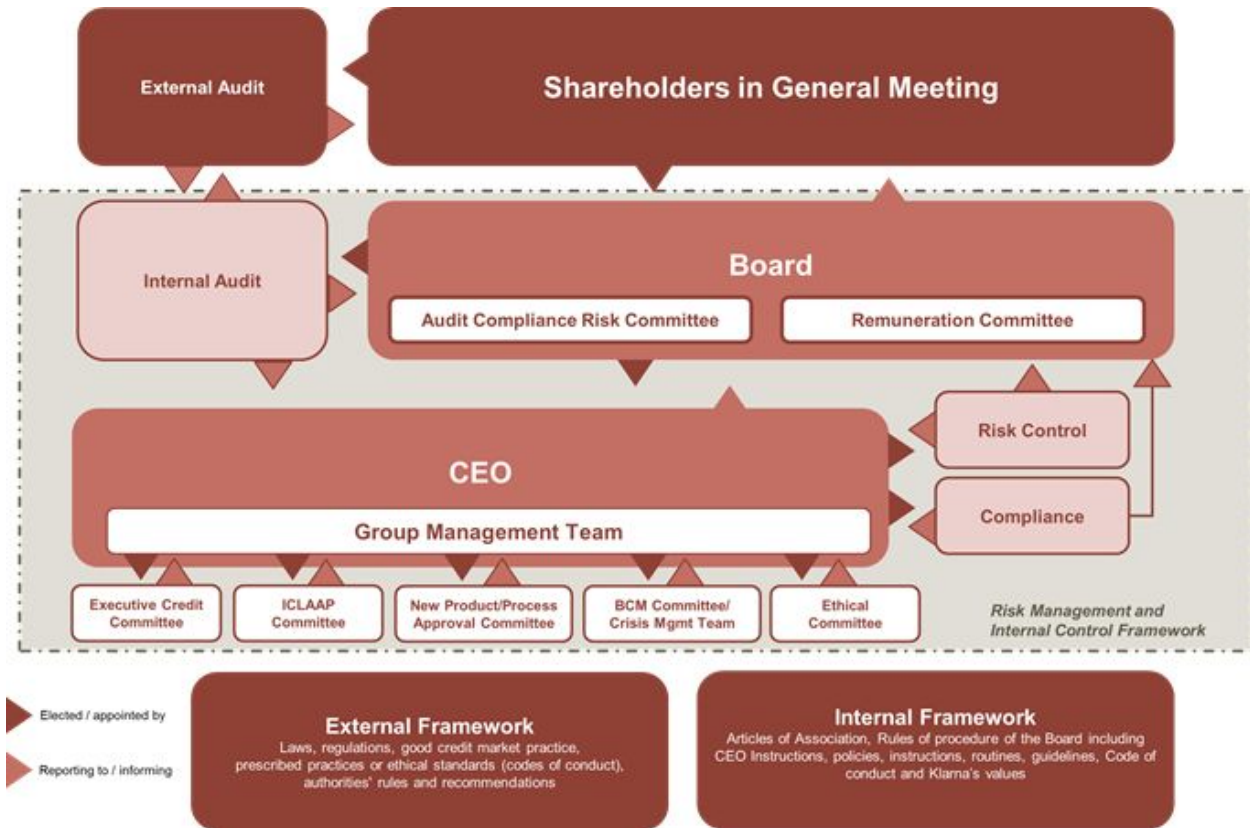 External Audit
Shareholders in General Meeting
Internal Audit
Board
Audit Compliance Risk Committee
Remuneration Committee
Risk Control
CEO
Compliance
Group Management Team
Executive Credit
Committee
ICLAAP
Committee
New Product/Process
Approval Committee
BCM Committee/
Crisis Mgmt Team
Ethical
Committee
Risk Management and
Internal Control Framework
Elected / appointed by
Reporting to / informing
External Framework
Laws, regulations, good credit market practice,
prescribed practices or ethical standards (codes of conduct),
authorities' rules and recommendations
Internal Framework
Articles of Association, Rules of procedure of the Board including
CEO Instructions, policies, instructions, routines, guidelines, Code of
conduct and Klarna's values